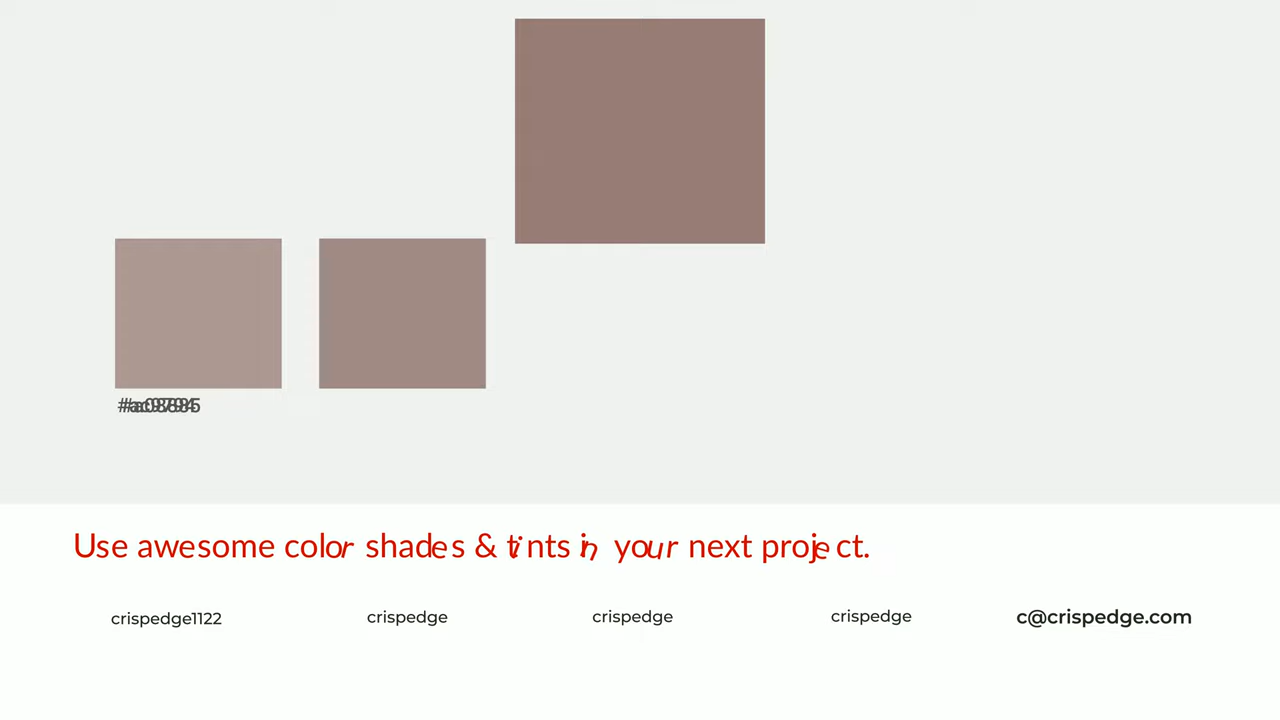 Use awesome color shades & tints in your next project.
crispedge1122 crispedge crispedge crispedge c@crispedge.com